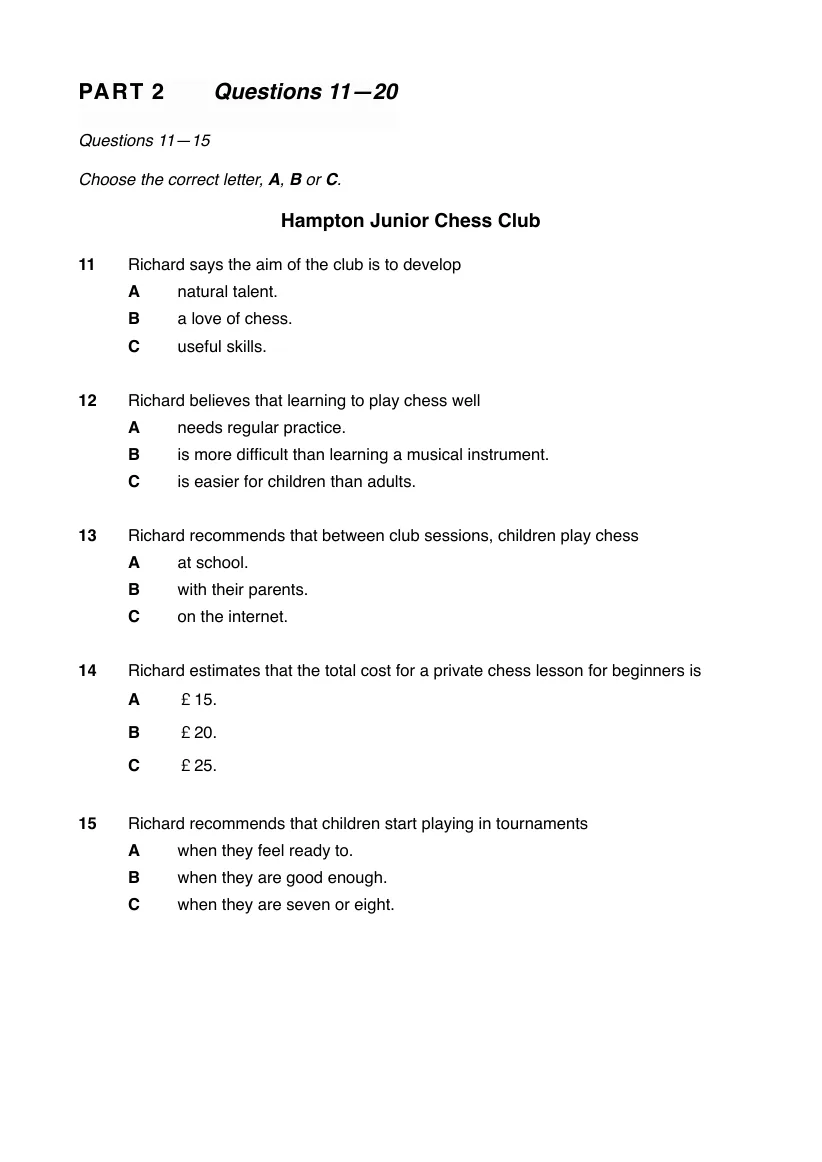 PART 2 Questions 11—20
Questions 11—15
Choose the correct letter, A, B or C.
Hampton Junior Chess Club
11 Richard says the aim of the club is to develop
A natural talent.
B a love of chess.
C useful skills.
12 Richard believes that learning to play chess well
A needs regular practice.
B is more difficult than learning a musical instrument.
C is easier for children than adults.
13 Richard recommends that between club sessions, children play chess
A at school.
B with their parents.
C on the internet.
14 Richard estimates that the total cost for a private chess lesson for beginners is
A £ 15.
B £ 20.
C £ 25.
15 Richard recommends that children start playing in tournaments
A when they feel ready to.
B when they are good enough.
C when they are seven or eight.